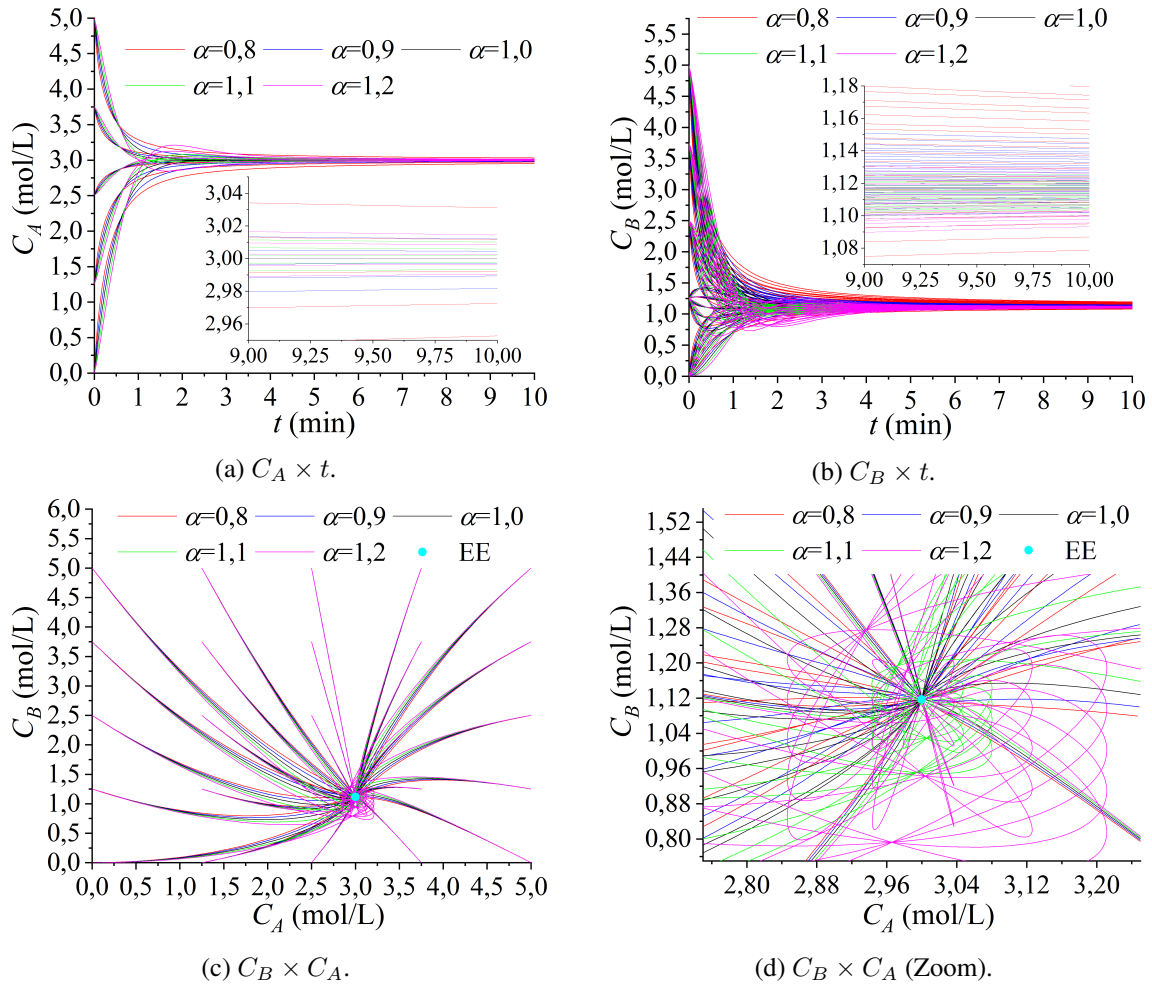 5,0
4,5
4,0
3,5
3,0
2,5
2,0
1,5
1,0
0,5
0,0
C_A (mol/L)
α=0,8 α=0,9 α=1,0
α=1,1 α=1,2
3,04
3,02
3,00
2,98
2,96
9,00 9,25 9,50 9,75 10,00
0 1 2 3 4 5 6 7 8 9 10
t (min)
(a) C_A × t.
α=0,8 α=0,9 α=1,0
α=1,1 α=1,2
5,5
5,0
4,5
4,0
3,5
3,0
2,5
2,0
1,5
1,0
0,5
0,0
C_B (mol/L)
1,18
1,16
1,14
1,12
1,10
1,08
9,00 9,25 9,50 9,75 10,00
0 1 2 3 4 5 6 7 8 9 10
t (min)
(b) C_B × t.
6,0
5,5
5,0
4,5
4,0
3,5
3,0
2,5
2,0
1,5
1,0
0,5
0,0
C_B (mol/L)
α=0,8 α=0,9 α=1,0
α=1,1 α=1,2 EE
0,0 0,5 1,0 1,5 2,0 2,5 3,0 3,5 4,0 4,5 5,0
C_A (mol/L)
(c) C_B × C_A.
1,52
1,44
1,36
1,28
1,20
1,12
1,04
0,96
0,88
0,80
C_B (mol/L)
α=0,8 α=0,9 α=1,0
α=1,1 α=1,2 EE
2,80 2,88 2,96 3,04 3,12 3,20
C_A (mol/L)
(d) C_B × C_A (Zoom).